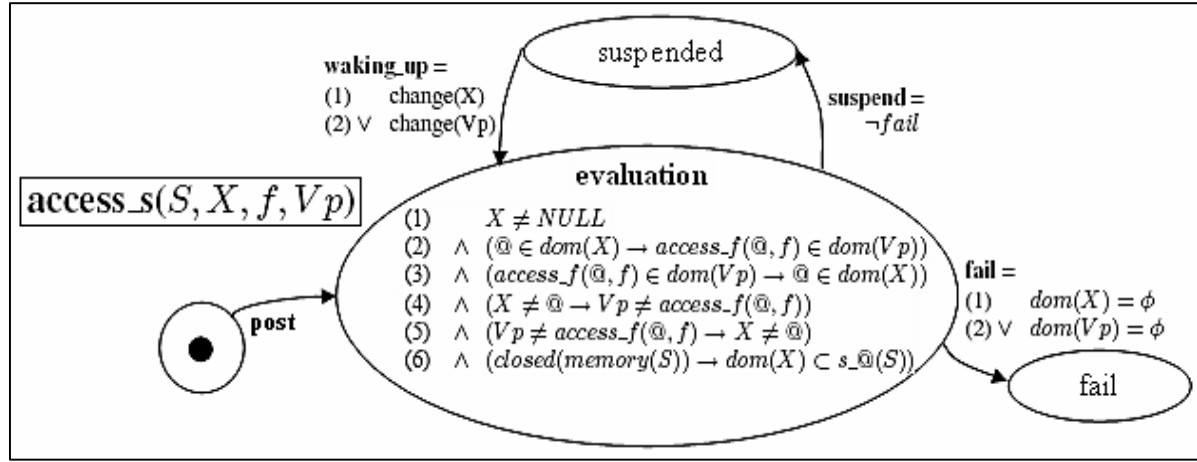 suspended
waking_up =
(1) change(X)
(2) ∨ change(Vp)
suspend =
¬fail
evaluation
access_s(S, X, f, Vp)
(1) X ≠ NULL
(2) ∧ (@ ∈ dom(X) → access_f(@, f) ∈ dom(Vp))
(3) ∧ (access_f(@, f) ∈ dom(Vp) → @ ∈ dom(X))
(4) ∧ (X ≠ @ → Vp ≠ access_f(@, f))
(5) ∧ (Vp ≠ access_f(@, f) → X ≠ @)
(6) ∧ (closed(memory(S)) → dom(X) ⊂ s_@(S))
post
fail =
(1) dom(X) = ϕ
(2) ∨ dom(Vp) = ϕ
fail